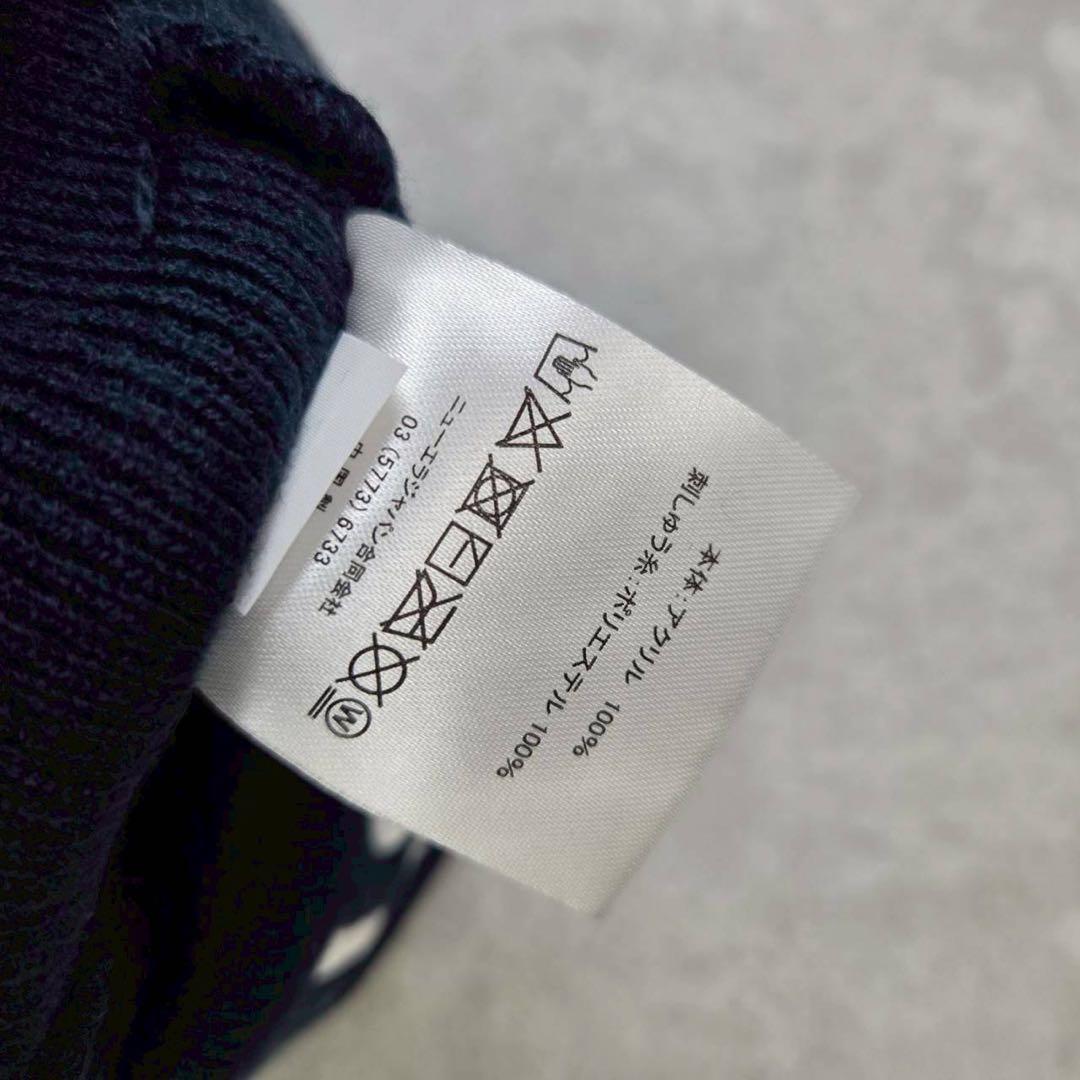 本体:アクリル 100%
刺しゅう糸:ポリエステル 100%
W
ニューエラジャパン合同会社
03 (5773) 6733
中国製